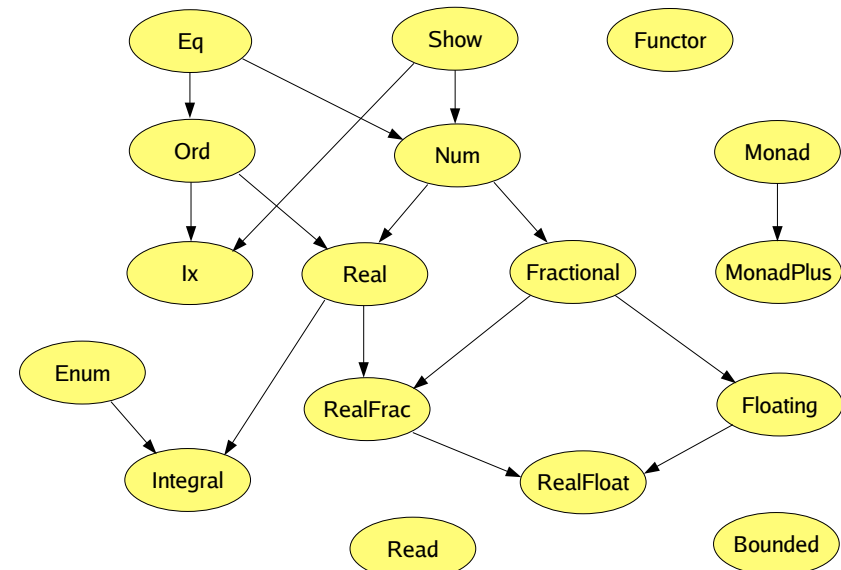 Eq
Show
Functor
Ord
Num
Monad
Ix
Real
Fractional
MonadPlus
Enum
RealFrac
Floating
Integral
RealFloat
Read
Bounded